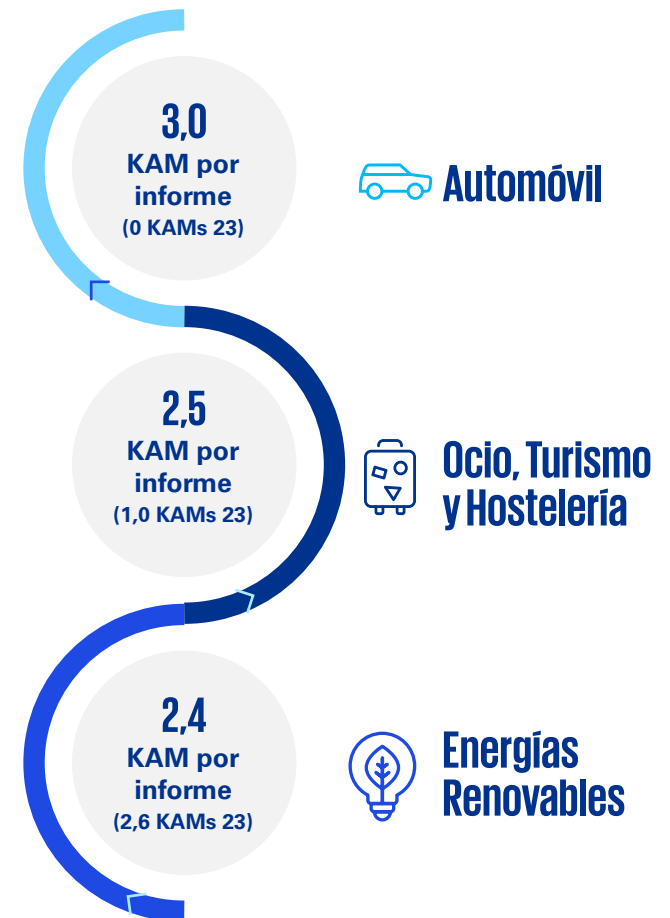 3,0
KAM por
informe
(0 KAMs 23)
Automóvil
2,5
KAM por
informe
(1,0 KAMs 23)
Ocio, Turismo
y Hostelería
2,4
KAM por
informe
(2,6 KAMs 23)
Energías
Renovables